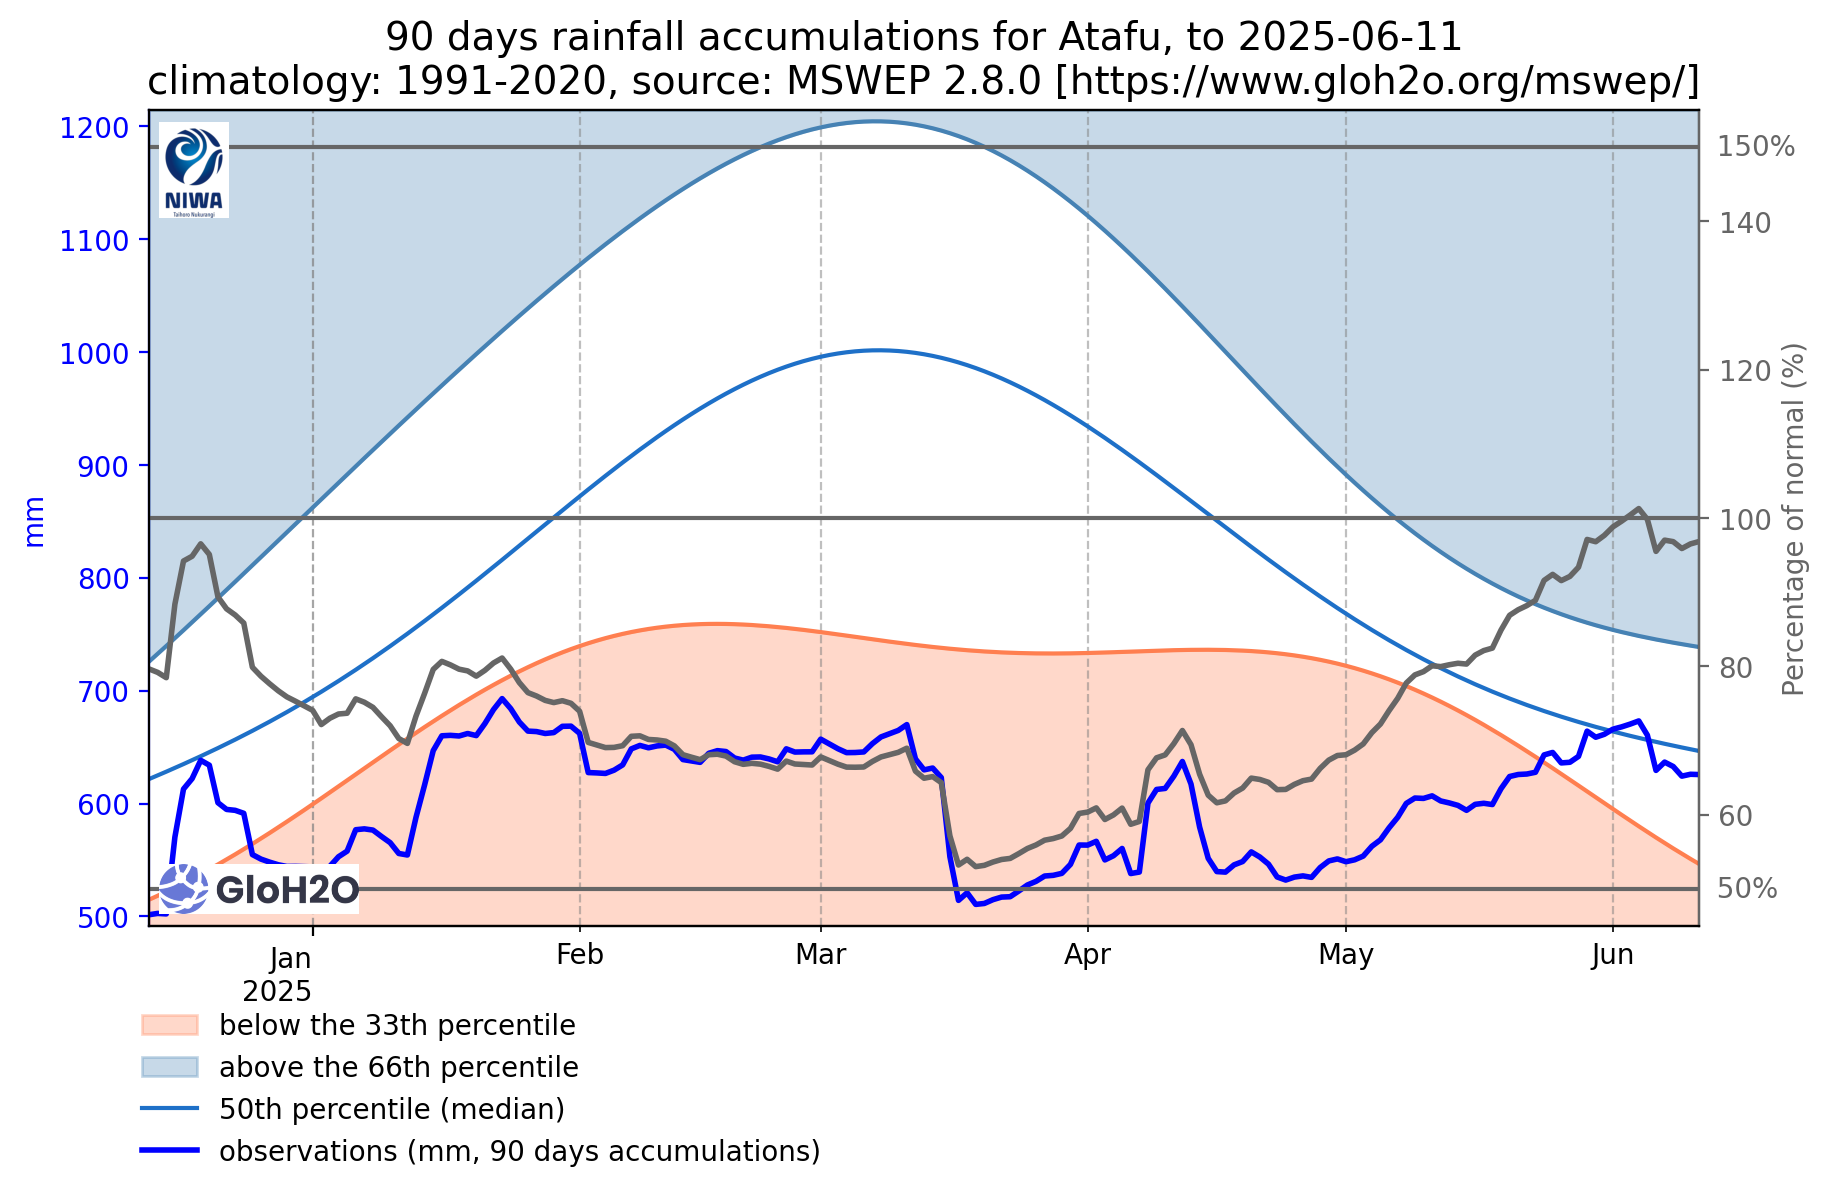 90 days rainfall accumulations for Atafu, to 2025-06-11
climatology: 1991-2020, source: MSWEP 2.8.0 [https://www.gloh2o.org/mswep/]
1200
1100
1000
900
800
700
600
500
mm
NIWA
Taihoro Nukurangi
GloH2O
150%
140
120
100
80
60
50%
Percentage of normal (%)
Jan
2025
Feb
Mar
Apr
May
Jun
below the 33th percentile
above the 66th percentile
50th percentile (median)
observations (mm, 90 days accumulations)